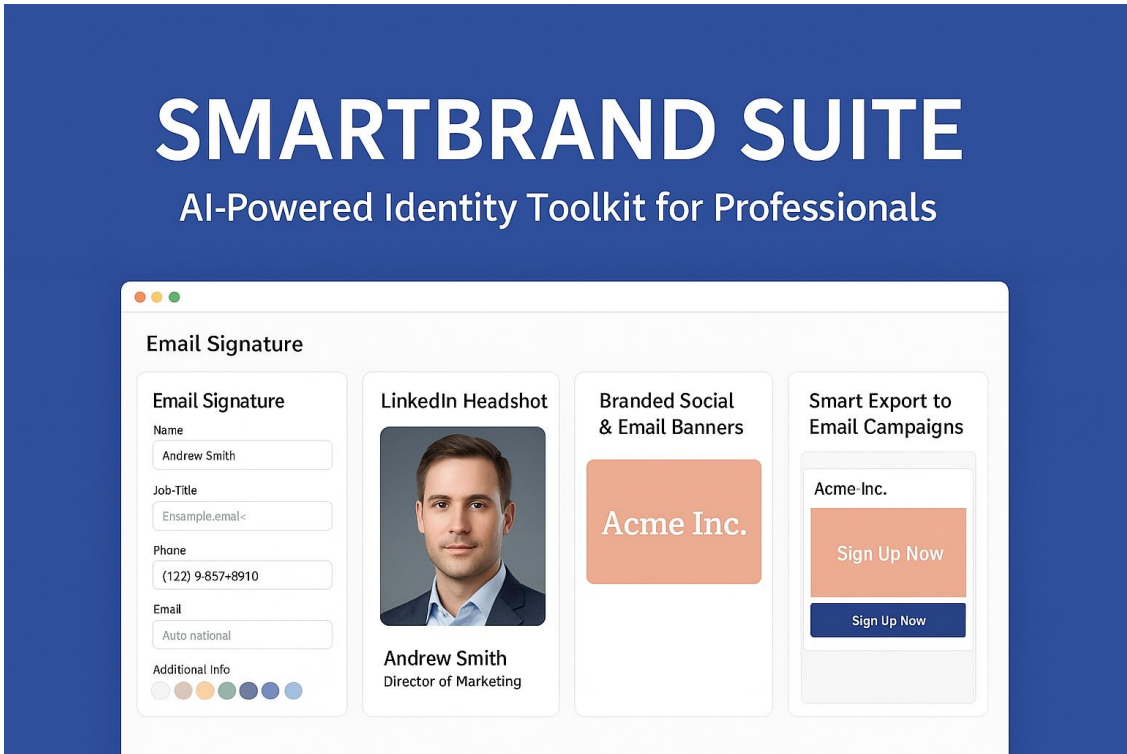 SMARTBRAND SUITE
AI-Powered Identity Toolkit for Professionals
Email Signature
Email Signature
Name
Andrew Smith
Job-Title
Ensample.emal<
Phone
(122) 9-857+8910
Email
Auto national
Additional Info
LinkedIn Headshot
Andrew Smith
Director of Marketing
Branded Social
& Email Banners
Acme Inc.
Smart Export to
Email Campaigns
Acme-Inc.
Sign Up Now
Sign Up Now